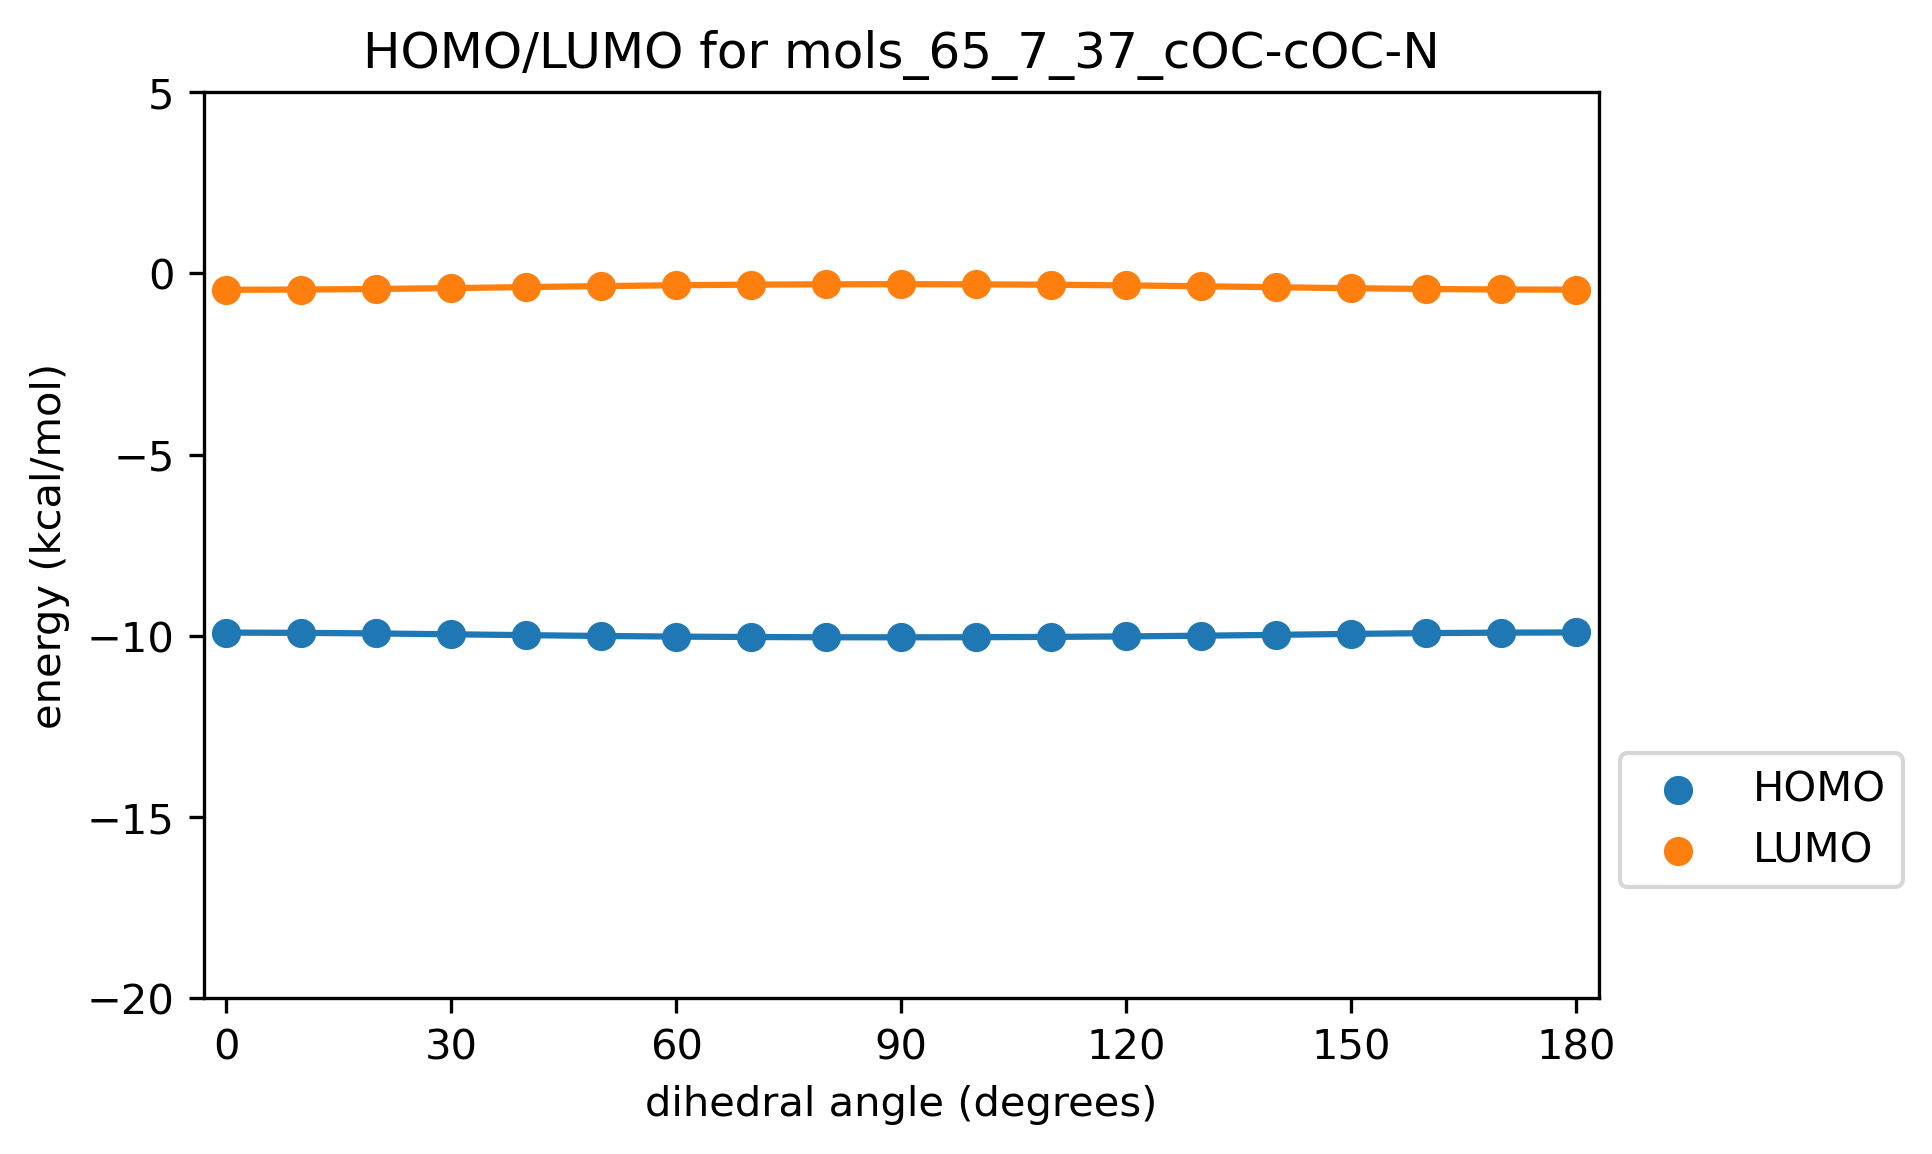 HOMO/LUMO for mols_65_7_37_cOC-cOC-N
5
0
−5
−10
−15
−20
energy (kcal/mol)
0 30 60 90 120 150 180
dihedral angle (degrees)
HOMO
LUMO